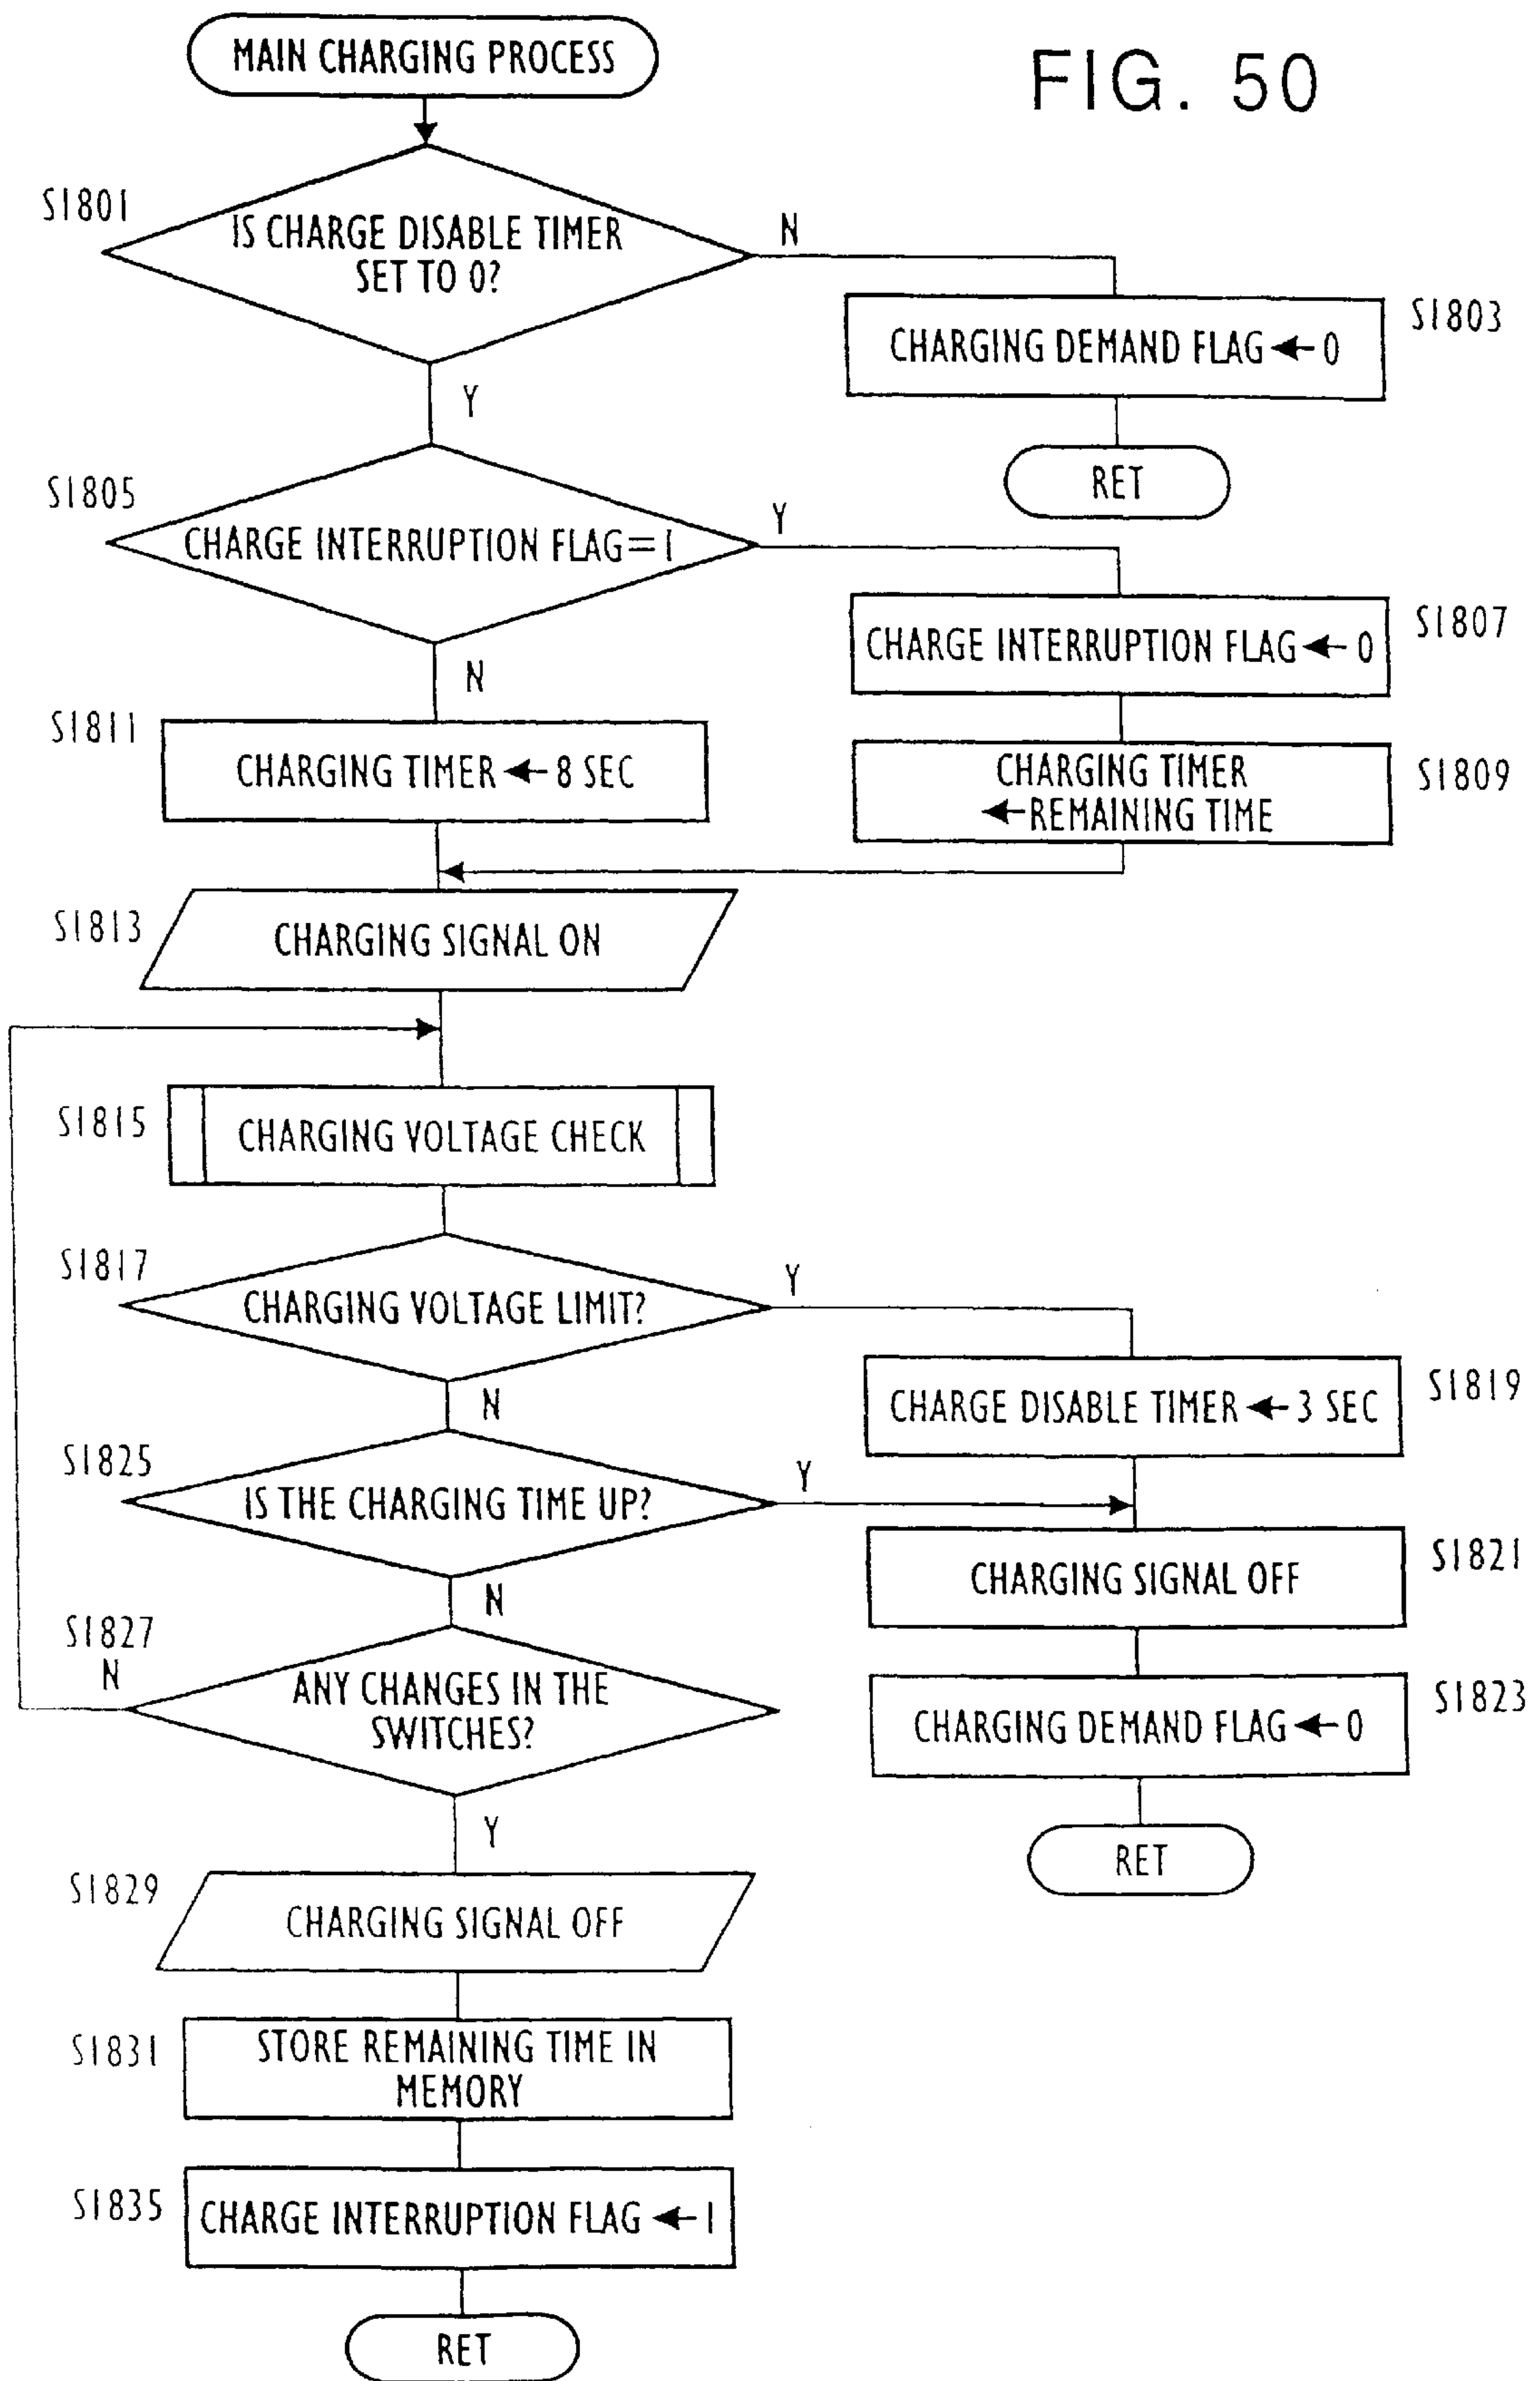 MAIN CHARGING PROCESS
FIG. 50
S1801
IS CHARGE DISABLE TIMER
SET TO 0?
N
S1803
CHARGING DEMAND FLAG ← 0
RET
Y
S1805
CHARGE INTERRUPTION FLAG = 1
Y
S1807
CHARGE INTERRUPTION FLAG ← 0
N
S1811
CHARGING TIMER ← 8 SEC
S1809
CHARGING TIMER
← REMAINING TIME
S1813
CHARGING SIGNAL ON
S1815
CHARGING VOLTAGE CHECK
S1817
CHARGING VOLTAGE LIMIT?
Y
S1819
CHARGE DISABLE TIMER ← 3 SEC
N
S1825
IS THE CHARGING TIME UP?
Y
S1821
CHARGING SIGNAL OFF
N
S1827
N
ANY CHANGES IN THE
SWITCHES?
S1823
CHARGING DEMAND FLAG ← 0
RET
Y
S1829
CHARGING SIGNAL OFF
S1831
STORE REMAINING TIME IN
MEMORY
S1835
CHARGE INTERRUPTION FLAG ← 1
RET